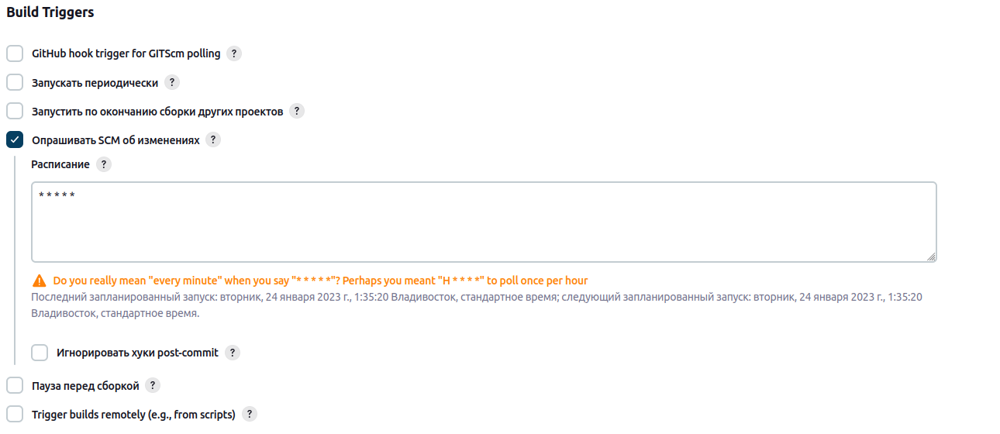 Build Triggers
GitHub hook trigger for GITScm polling ?
Запускать периодически ?
Запустить по окончанию сборки других проектов ?
Опрашивать SCM об изменениях ?
Расписание ?
* * * * *
Do you really mean "every minute" when you say "* * * * *"? Perhaps you meant "H * * * *" to poll once per hour
Последний запланированный запуск: вторник, 24 января 2023 г., 1:35:20 Владивосток, стандартное время; следующий запланированный запуск: вторник, 24 января 2023 г., 1:35:20
Владивосток, стандартное время.
Игнорировать хуки post-commit ?
Пауза перед сборкой ?
Trigger builds remotely (e.g., from scripts) ?